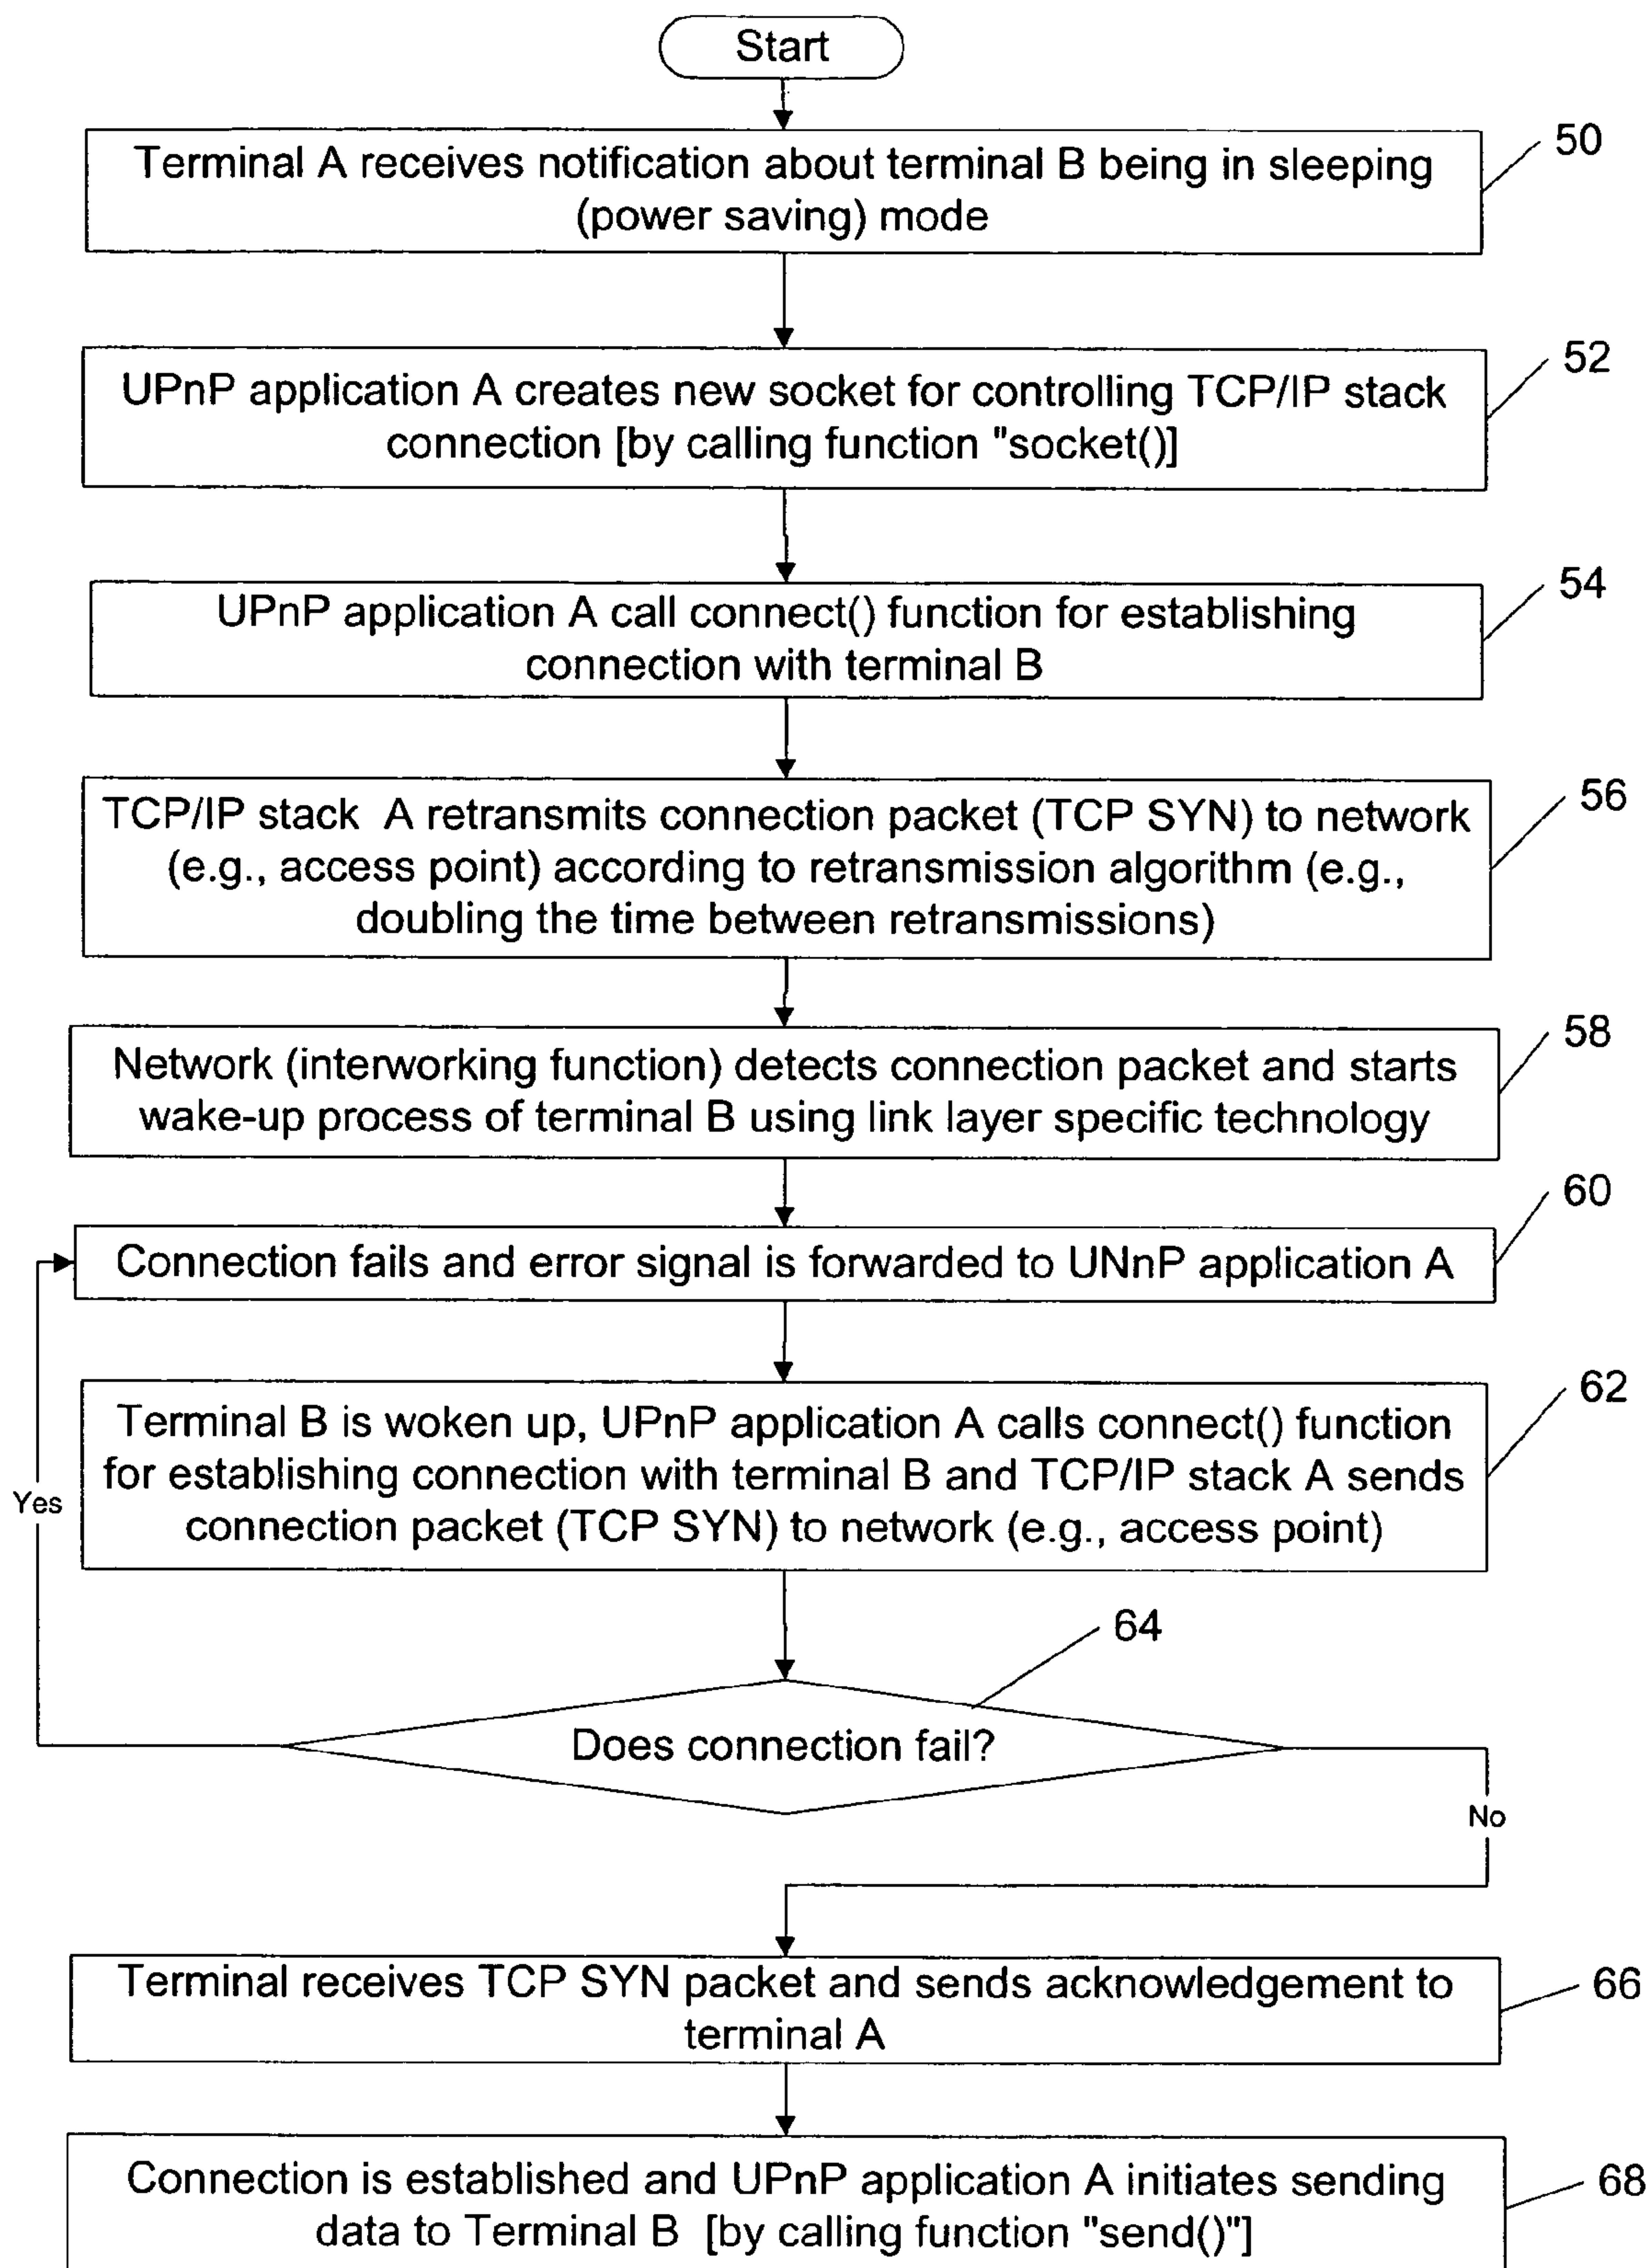 Start
Terminal A receives notification about terminal B being in sleeping
(power saving) mode
50
UPnP application A creates new socket for controlling TCP/IP stack
connection [by calling function "socket()]
52
UPnP application A call connect() function for establishing
connection with terminal B
54
TCP/IP stack A retransmits connection packet (TCP SYN) to network
(e.g., access point) according to retransmission algorithm (e.g.,
doubling the time between retransmissions)
56
Network (interworking function) detects connection packet and starts
wake-up process of terminal B using link layer specific technology
58
Connection fails and error signal is forwarded to UNnP application A
60
Terminal B is woken up, UPnP application A calls connect() function
for establishing connection with terminal B and TCP/IP stack A sends
connection packet (TCP SYN) to network (e.g., access point)
62
Yes
64
Does connection fail?
No
Terminal receives TCP SYN packet and sends acknowledgement to
terminal A
66
Connection is established and UPnP application A initiates sending
data to Terminal B [by calling function "send()"]
68